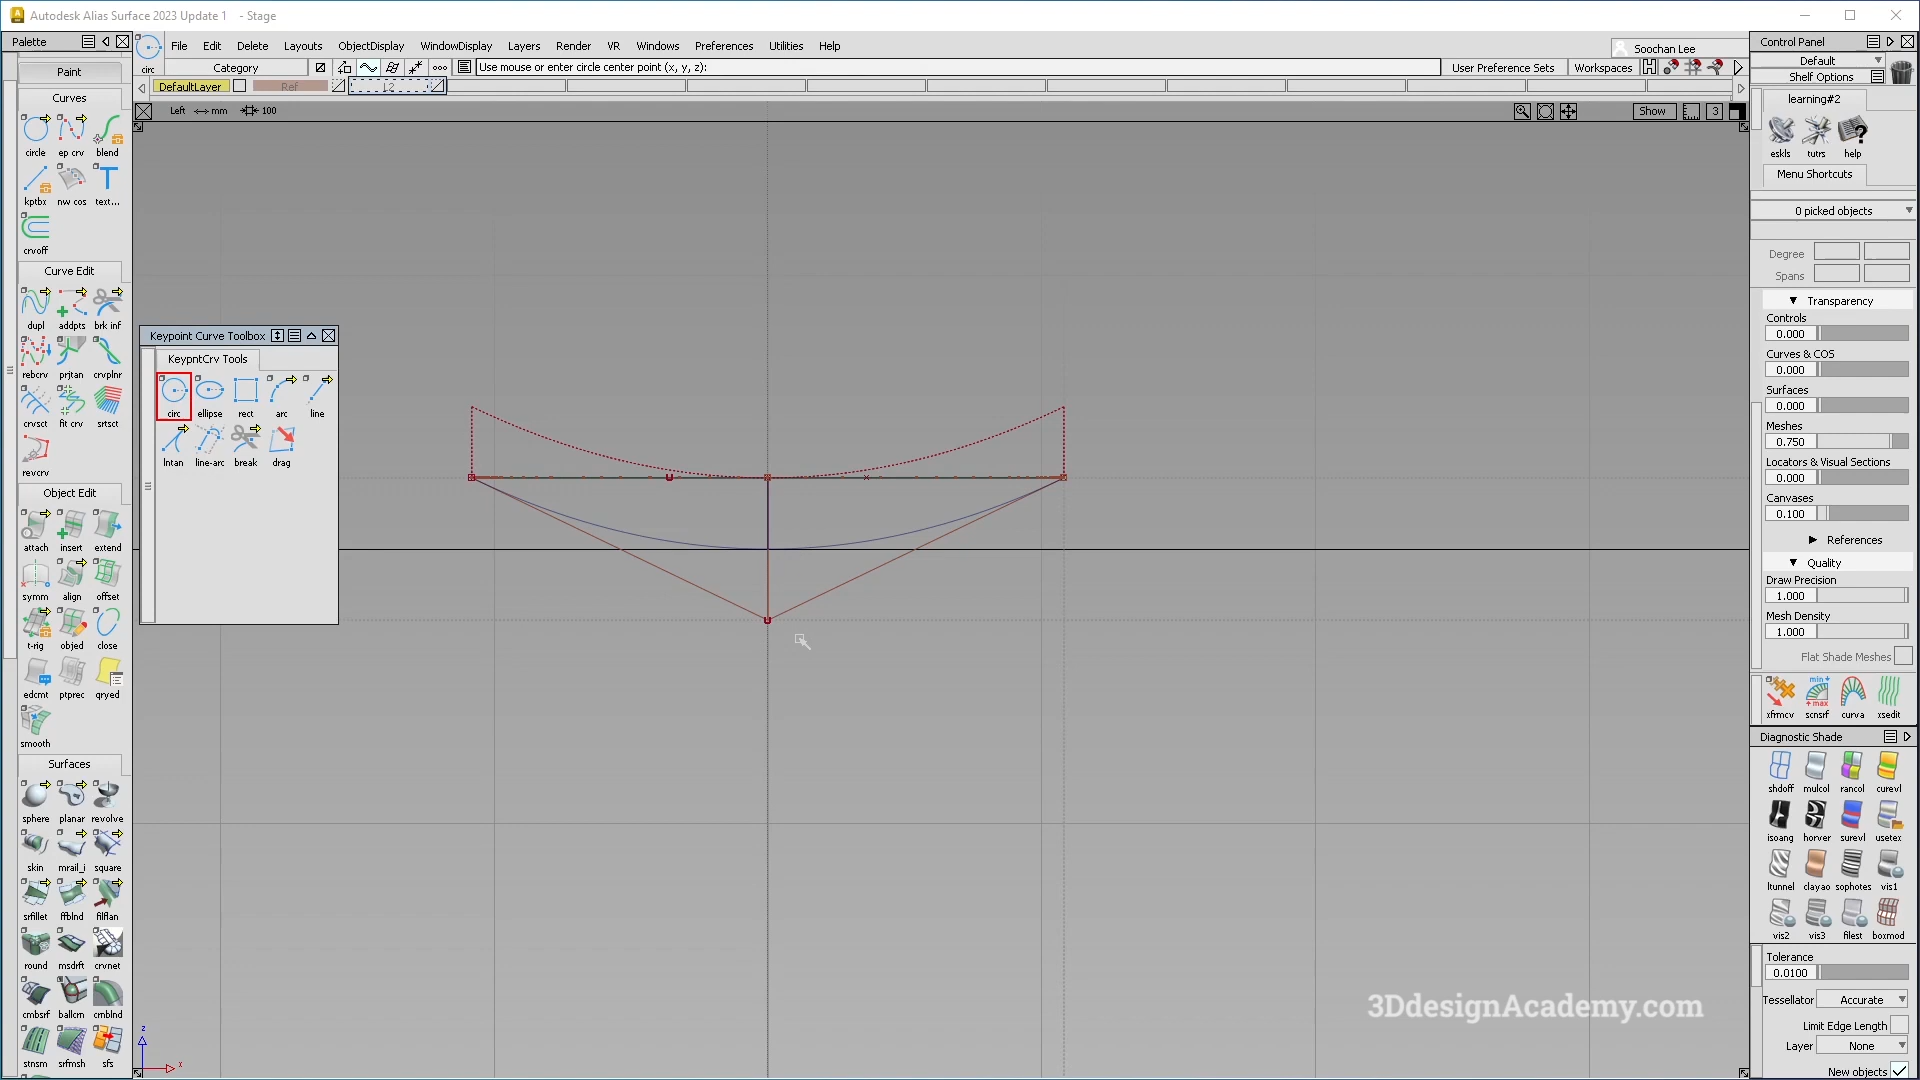 Autodesk Alias Surface 2023 Update 1 - Stage
Palette
File Edit Delete Layouts ObjectDisplay WindowDisplay Layers Render VR Windows Preferences Utilities Help
Soochan Lee
Control Panel
circ
Category
Use mouse or enter circle center point (x, y, z):
User Preference Sets
Workspaces
Default
Shelf Options
DefaultLayer
Ref
L2
Left mm 100
Show
3
Paint
Curves
circle ep crv blend
kptbx nw cos text...
crvoff
Curve Edit
dupl addpts brk inf
rebcrv prjtan crvplnr
crvsct fit crv srtsct
revcrv
Object Edit
attach insert extend
symm align offset
t-rig objed close
edcmt ptprec qryed
smooth
Surfaces
sphere planar revolve
skin mrail_i square
srfillet ffblnd filflan
round msdrft crvnet
cmbsrf ballcrn crnblnd
stnsm srfmsh sfs
Keypoint Curve Toolbox
KeypntCrv Tools
circ ellipse rect arc line
lntan line-arc break drag
z
x
learning#2
eskls tutrs help
Menu Shortcuts
0 picked objects
Degree
Spans
Transparency
Controls
0.000
Curves & COS
0.000
Surfaces
0.000
Meshes
0.750
Locators & Visual Sections
0.000
Canvases
0.100
References
Quality
Draw Precision
1.000
Mesh Density
1.000
Flat Shade Meshes
min +
+ max
xfrmcv scnsrf curva xsedit
Diagnostic Shade
shdoff mulcol rancol curevl
isoang horver surevl usetex
ltunnel clayao sophotes vis1
vis2 vis3 filest boxmod
Tolerance
0.0100
Tessellator Accurate
Limit Edge Length
Layer None
New objects
3DdesignAcademy.com